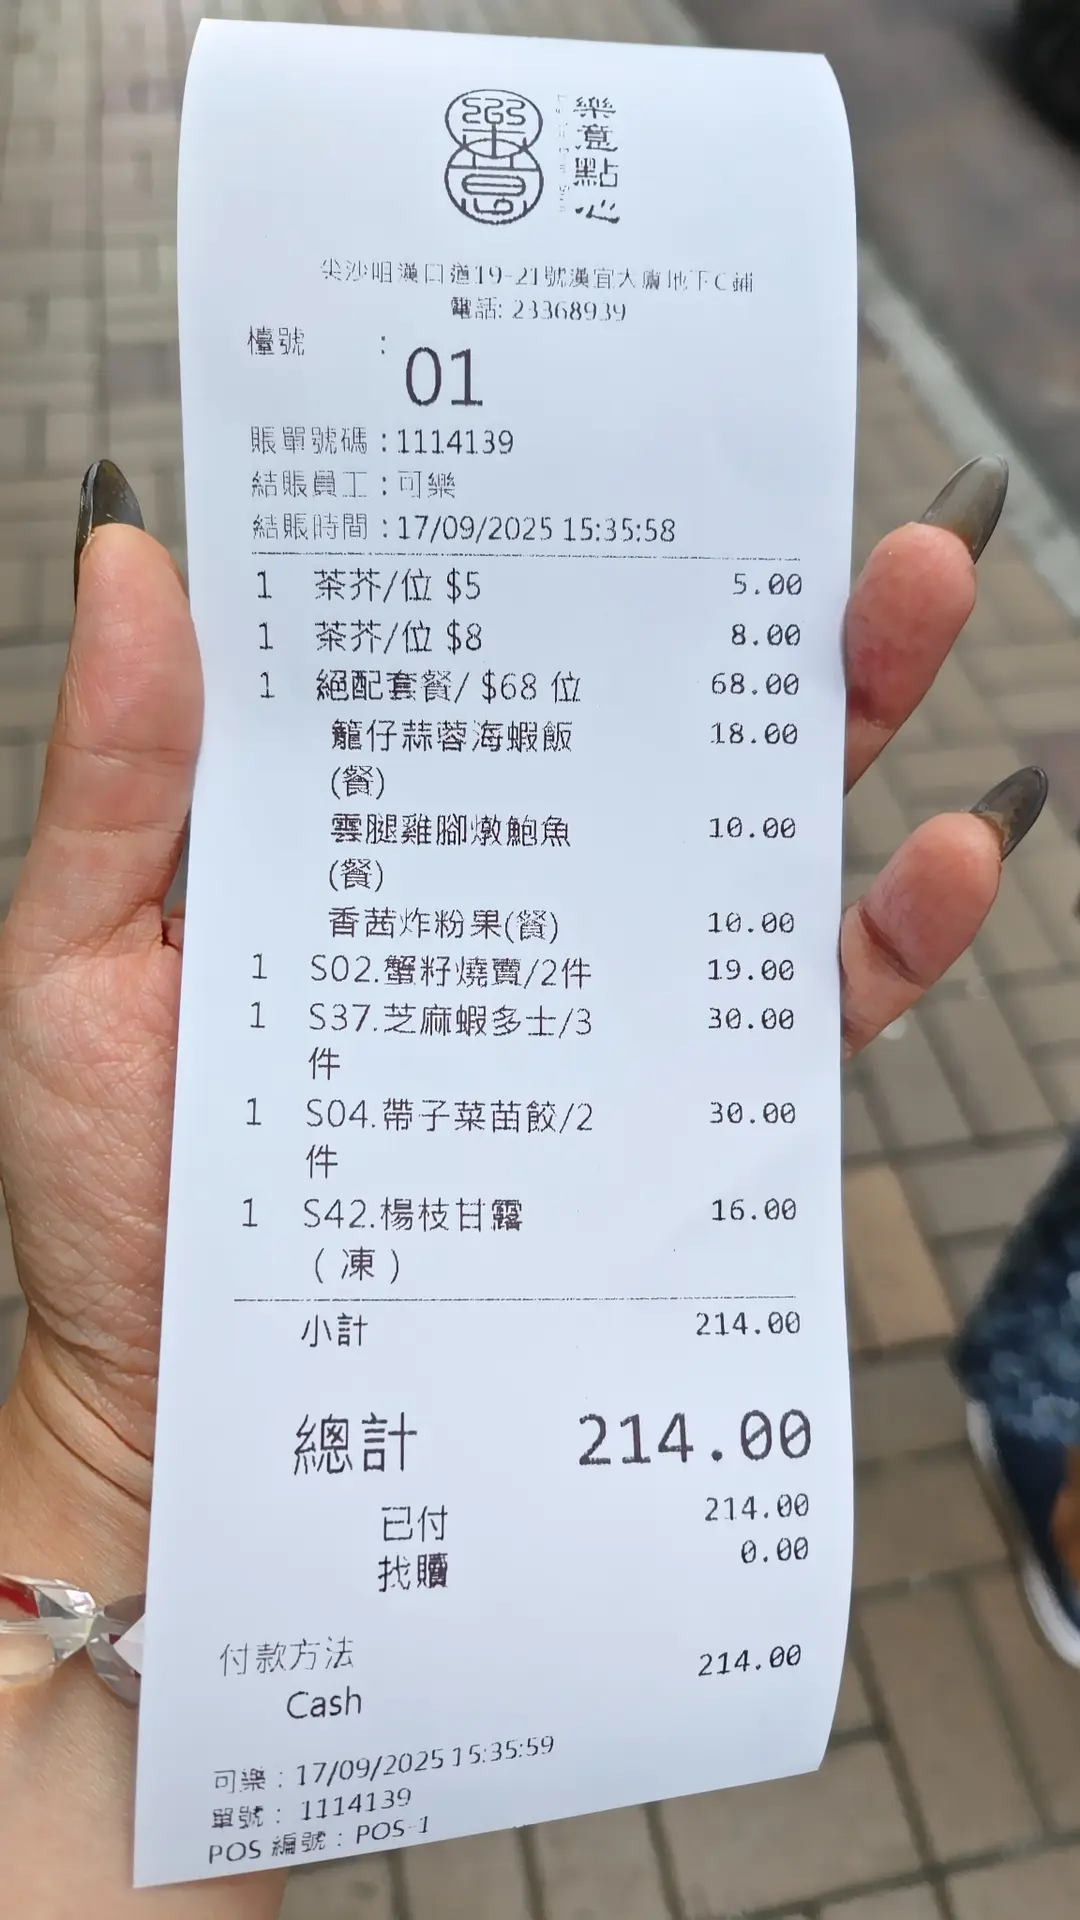 樂意
樂意點心
尖沙咀漢口道19-21號漢宜大廈地下C鋪
電話: 23368939
檯號 :
01
賬單號碼 : 1114139
結賬員工 : 可樂
結賬時間 : 17/09/2025 15:35:58
1 茶芥/位 $5 5.00
1 茶芥/位 $8 8.00
1 絕配套餐/ $68 位 68.00
籠仔蒜蓉海蝦飯 18.00
(餐)
雲腿雞腳燉鮑魚 10.00
(餐)
香茜炸粉果(餐) 10.00
1 S02.蟹籽燒賣/2件 19.00
1 S37.芝麻蝦多士/3 30.00
件
1 S04.帶子菜苗餃/2 30.00
件
1 S42.楊枝甘露 16.00
( 凍 )
小計 214.00
總計 214.00
已付 214.00
找贖 0.00
付款方法 214.00
Cash
可樂 : 17/09/2025 15:35:59
單號 : 1114139
POS 編號 : POS-1